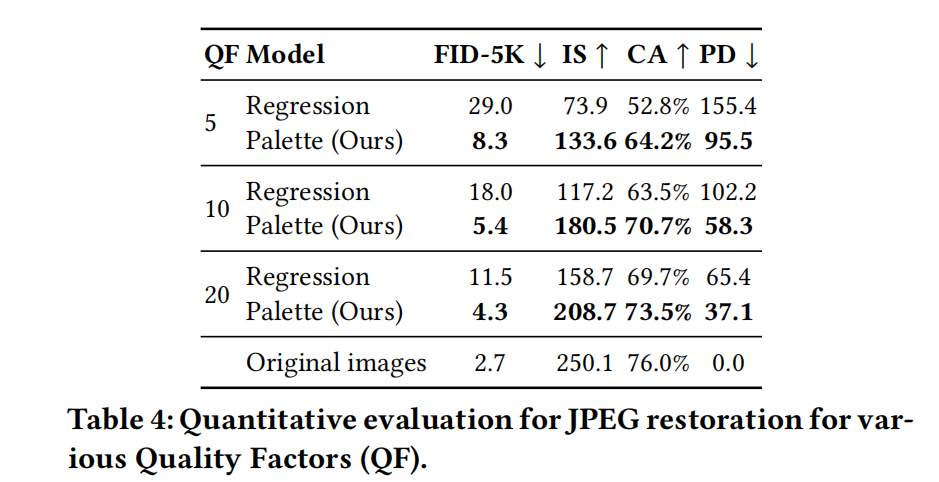 QF Model FID-5K ↓ IS ↑ CA ↑ PD ↓
5
Regression 29.0 73.9 52.8% 155.4
Palette (Ours) 8.3 133.6 64.2% 95.5
10
Regression 18.0 117.2 63.5% 102.2
Palette (Ours) 5.4 180.5 70.7% 58.3
20
Regression 11.5 158.7 69.7% 65.4
Palette (Ours) 4.3 208.7 73.5% 37.1
Original images 2.7 250.1 76.0% 0.0
Table 4: Quantitative evaluation for JPEG restoration for var-
ious Quality Factors (QF).